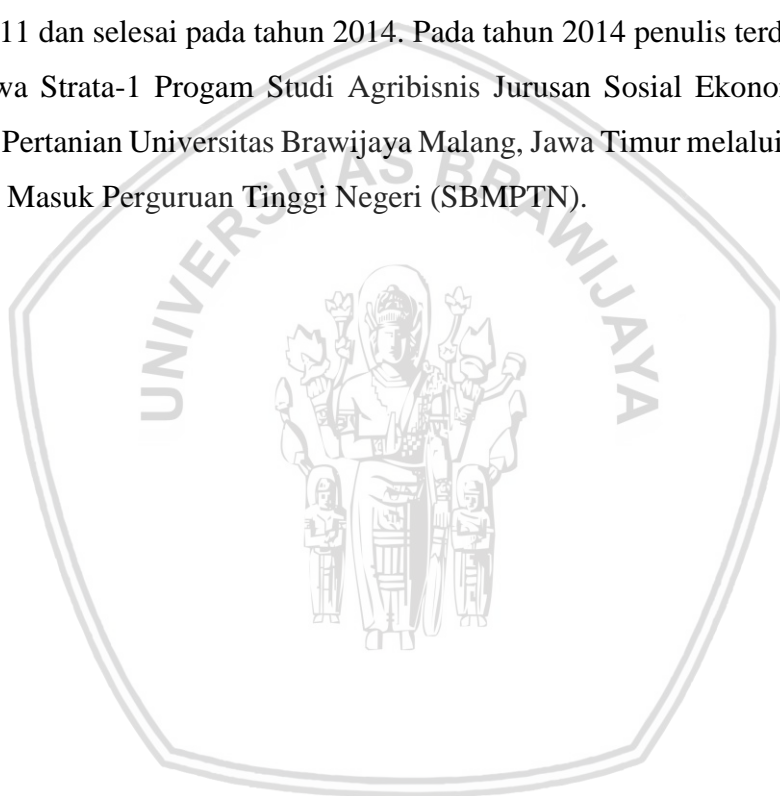 11 dan selesai pada tahun 2014. Pada tahun 2014 penulis terd
wa Strata-1 Progam Studi Agribisnis Jurusan Sosial Ekonor
Pertanian Universitas Brawijaya Malang, Jawa Timur melalui
Masuk Perguruan Tinggi Negeri (SBMPTN).
UNIVERSITAS BRAWIJAYA